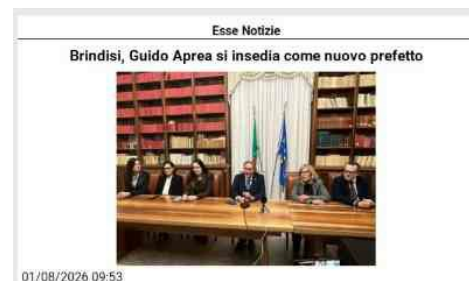 Esse Notizie
Brindisi, Guido Aprea si insedia come nuovo prefetto
01/08/2026 09:53